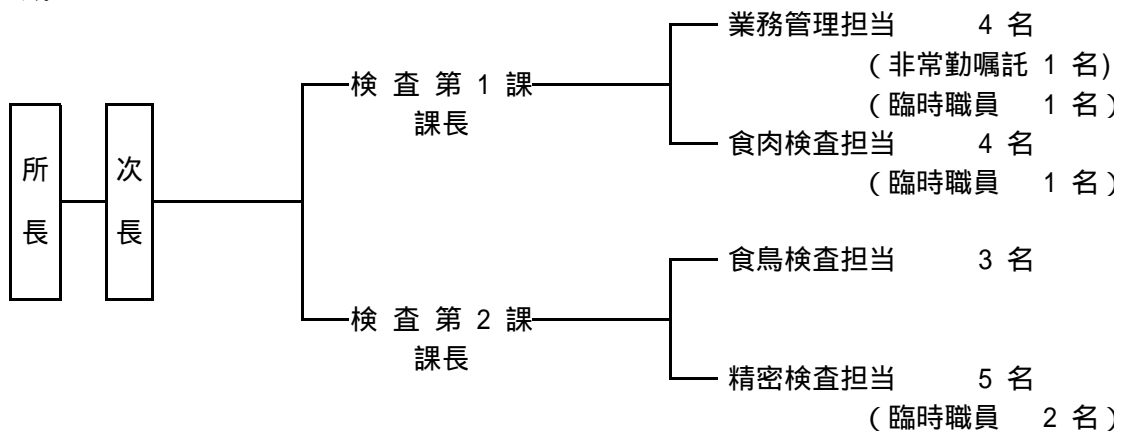 所長
次長
検 査 第 1 課
課長
業務管理担当 4 名
(非常勤嘱託 1 名)
(臨時職員 1 名)
食肉検査担当 4 名
(臨時職員 1 名)
検 査 第 2 課
課長
食鳥検査担当 3 名
精密検査担当 5 名
(臨時職員 2 名)